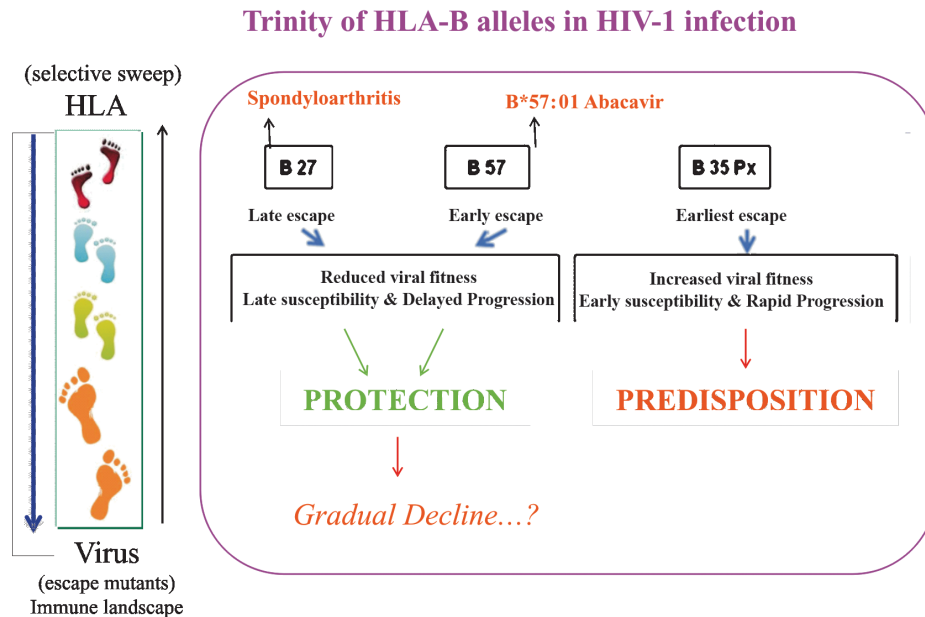 Trinity of HLA-B alleles in HIV-1 infection
(selective sweep)
HLA
Spondyloarthritis
B*57:01 Abacavir
B 27
B 57
B 35 Px
Late escape
Early escape
Earliest escape
Reduced viral fitness
Late susceptibility & Delayed Progression
Increased viral fitness
Early susceptibility & Rapid Progression
PROTECTION
PREDISPOSITION
Gradual Decline...?
Virus
(escape mutants)
Immune landscape